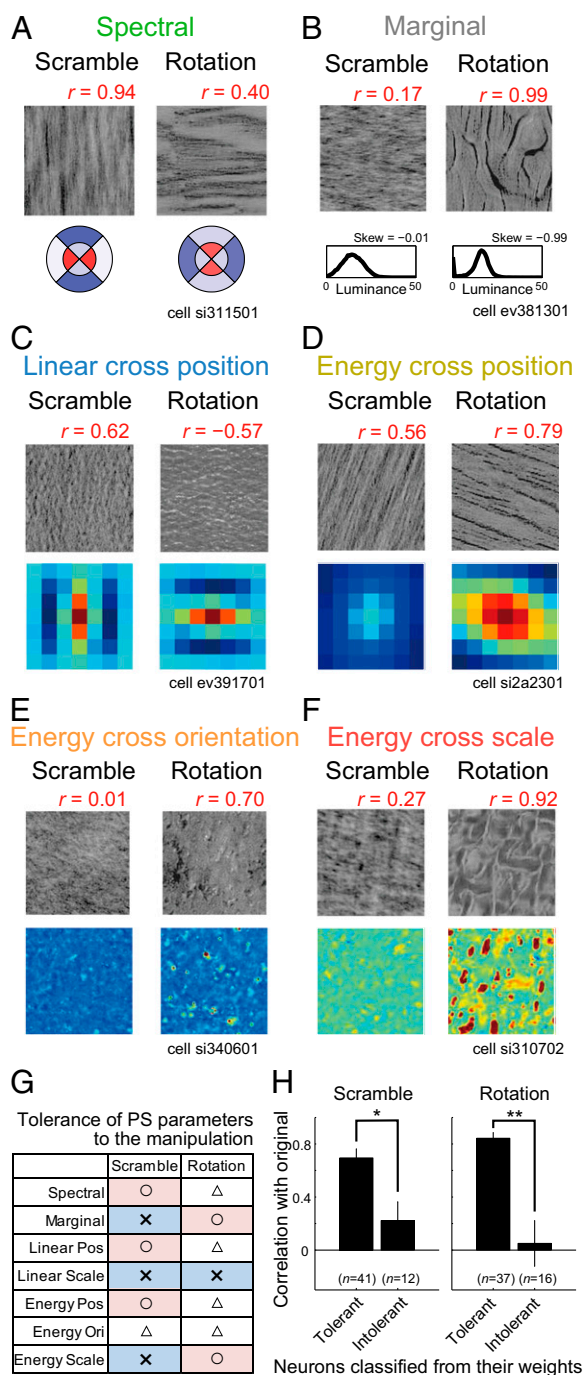 A Spectral
Scramble Rotation
r = 0.94 r = 0.40
cell si311501
B Marginal
Scramble Rotation
r = 0.17 r = 0.99
Skew = −0.01 Skew = −0.99
0 Luminance 50 0 Luminance 50
cell ev381301
C Linear cross position
Scramble Rotation
r = 0.62 r = −0.57
cell ev391701
D Energy cross position
Scramble Rotation
r = 0.56 r = 0.79
cell si2a2301
E Energy cross orientation
Scramble Rotation
r = 0.01 r = 0.70
cell si340601
F Energy cross scale
Scramble Rotation
r = 0.27 r = 0.92
cell si310702
G
Tolerance of PS parameters
to the manipulation
Scramble Rotation
Spectral ○ △
Marginal × ○
Linear Pos ○ △
Linear Scale × ×
Energy Pos ○ △
Energy Ori △ △
Energy Scale × ○
H
Scramble Rotation
* **
0.8
0.4
0
Correlation with original
(n=41) (n=12) (n=37) (n=16)
Tolerant Intolerant Tolerant Intolerant
Neurons classified from their weights